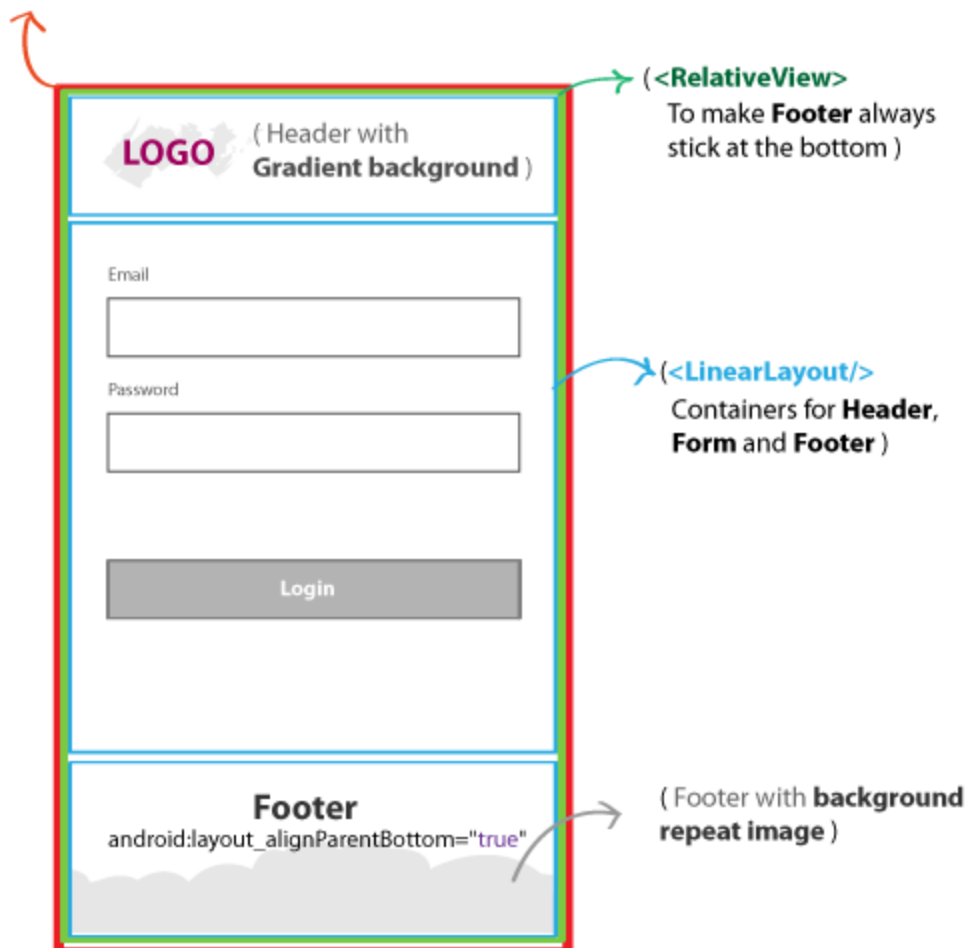 (<RelativeView>
To make Footer always
stick at the bottom )
LOGO
( Header with
Gradient background )
Email
Password
(<LinearLayout/>
Containers for Header,
Form and Footer )
Login
Footer
android:layout_alignParentBottom="true"
( Footer with background
repeat image )